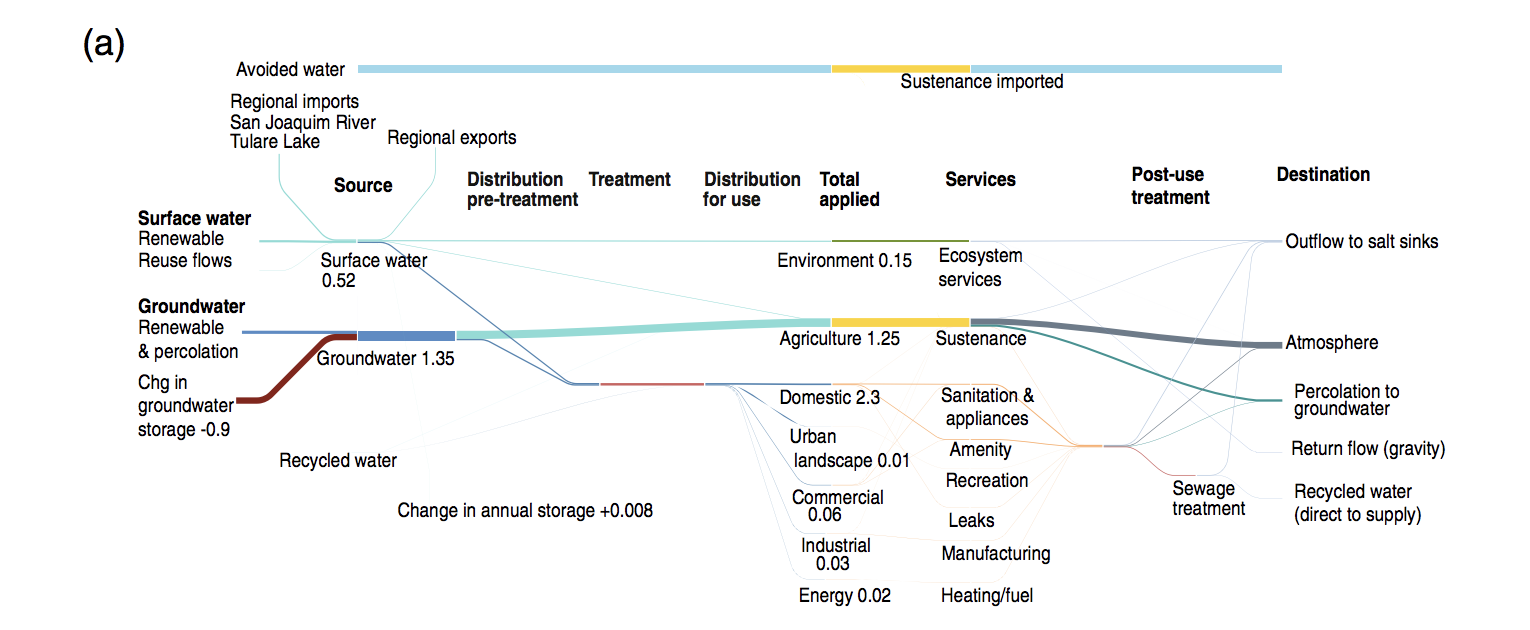 (a)
Avoided water
Sustenance imported
Regional imports
San Joaquim River
Tulare Lake
Regional exports
Source
Distribution
pre-treatment
Treatment
Distribution
for use
Total
applied
Services
Post-use
treatment
Destination
Surface water
Renewable
Reuse flows
Surface water
0.52
Environment 0.15
Ecosystem
services
Outflow to salt sinks
Groundwater
Renewable
& percolation
Groundwater 1.35
Agriculture 1.25
Sustenance
Atmosphere
Chg in
groundwater
storage -0.9
Domestic 2.3
Sanitation &
appliances
Percolation to
groundwater
Urban
landscape 0.01
Amenity
Return flow (gravity)
Recycled water
Recreation
Commercial
0.06
Sewage
treatment
Recycled water
(direct to supply)
Change in annual storage +0.008
Leaks
Industrial
0.03
Manufacturing
Energy 0.02
Heating/fuel